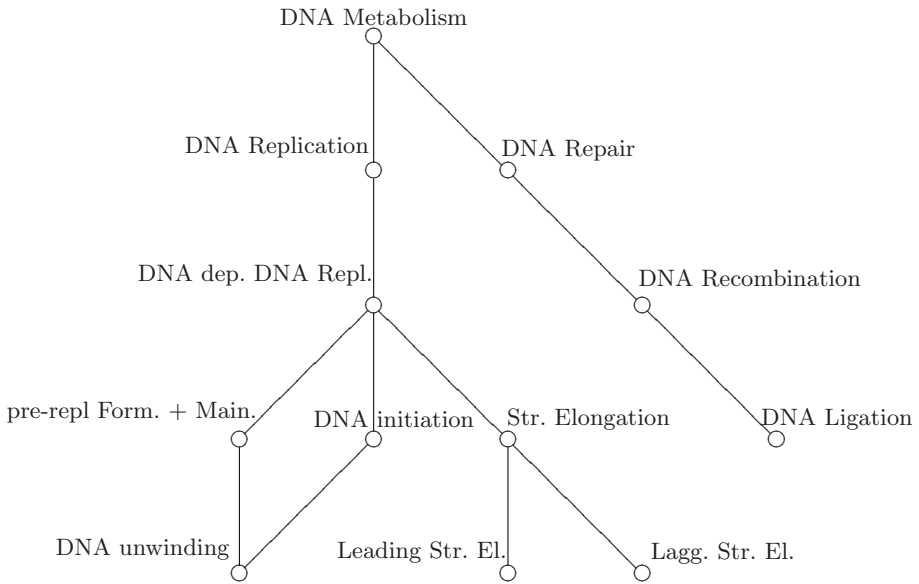 DNA Metabolism
DNA Replication
DNA Repair
DNA dep. DNA Repl.
DNA Recombination
pre-repl Form. + Main.
DNA initiation
Str. Elongation
DNA Ligation
DNA unwinding
Leading Str. El.
Lagg. Str. El.